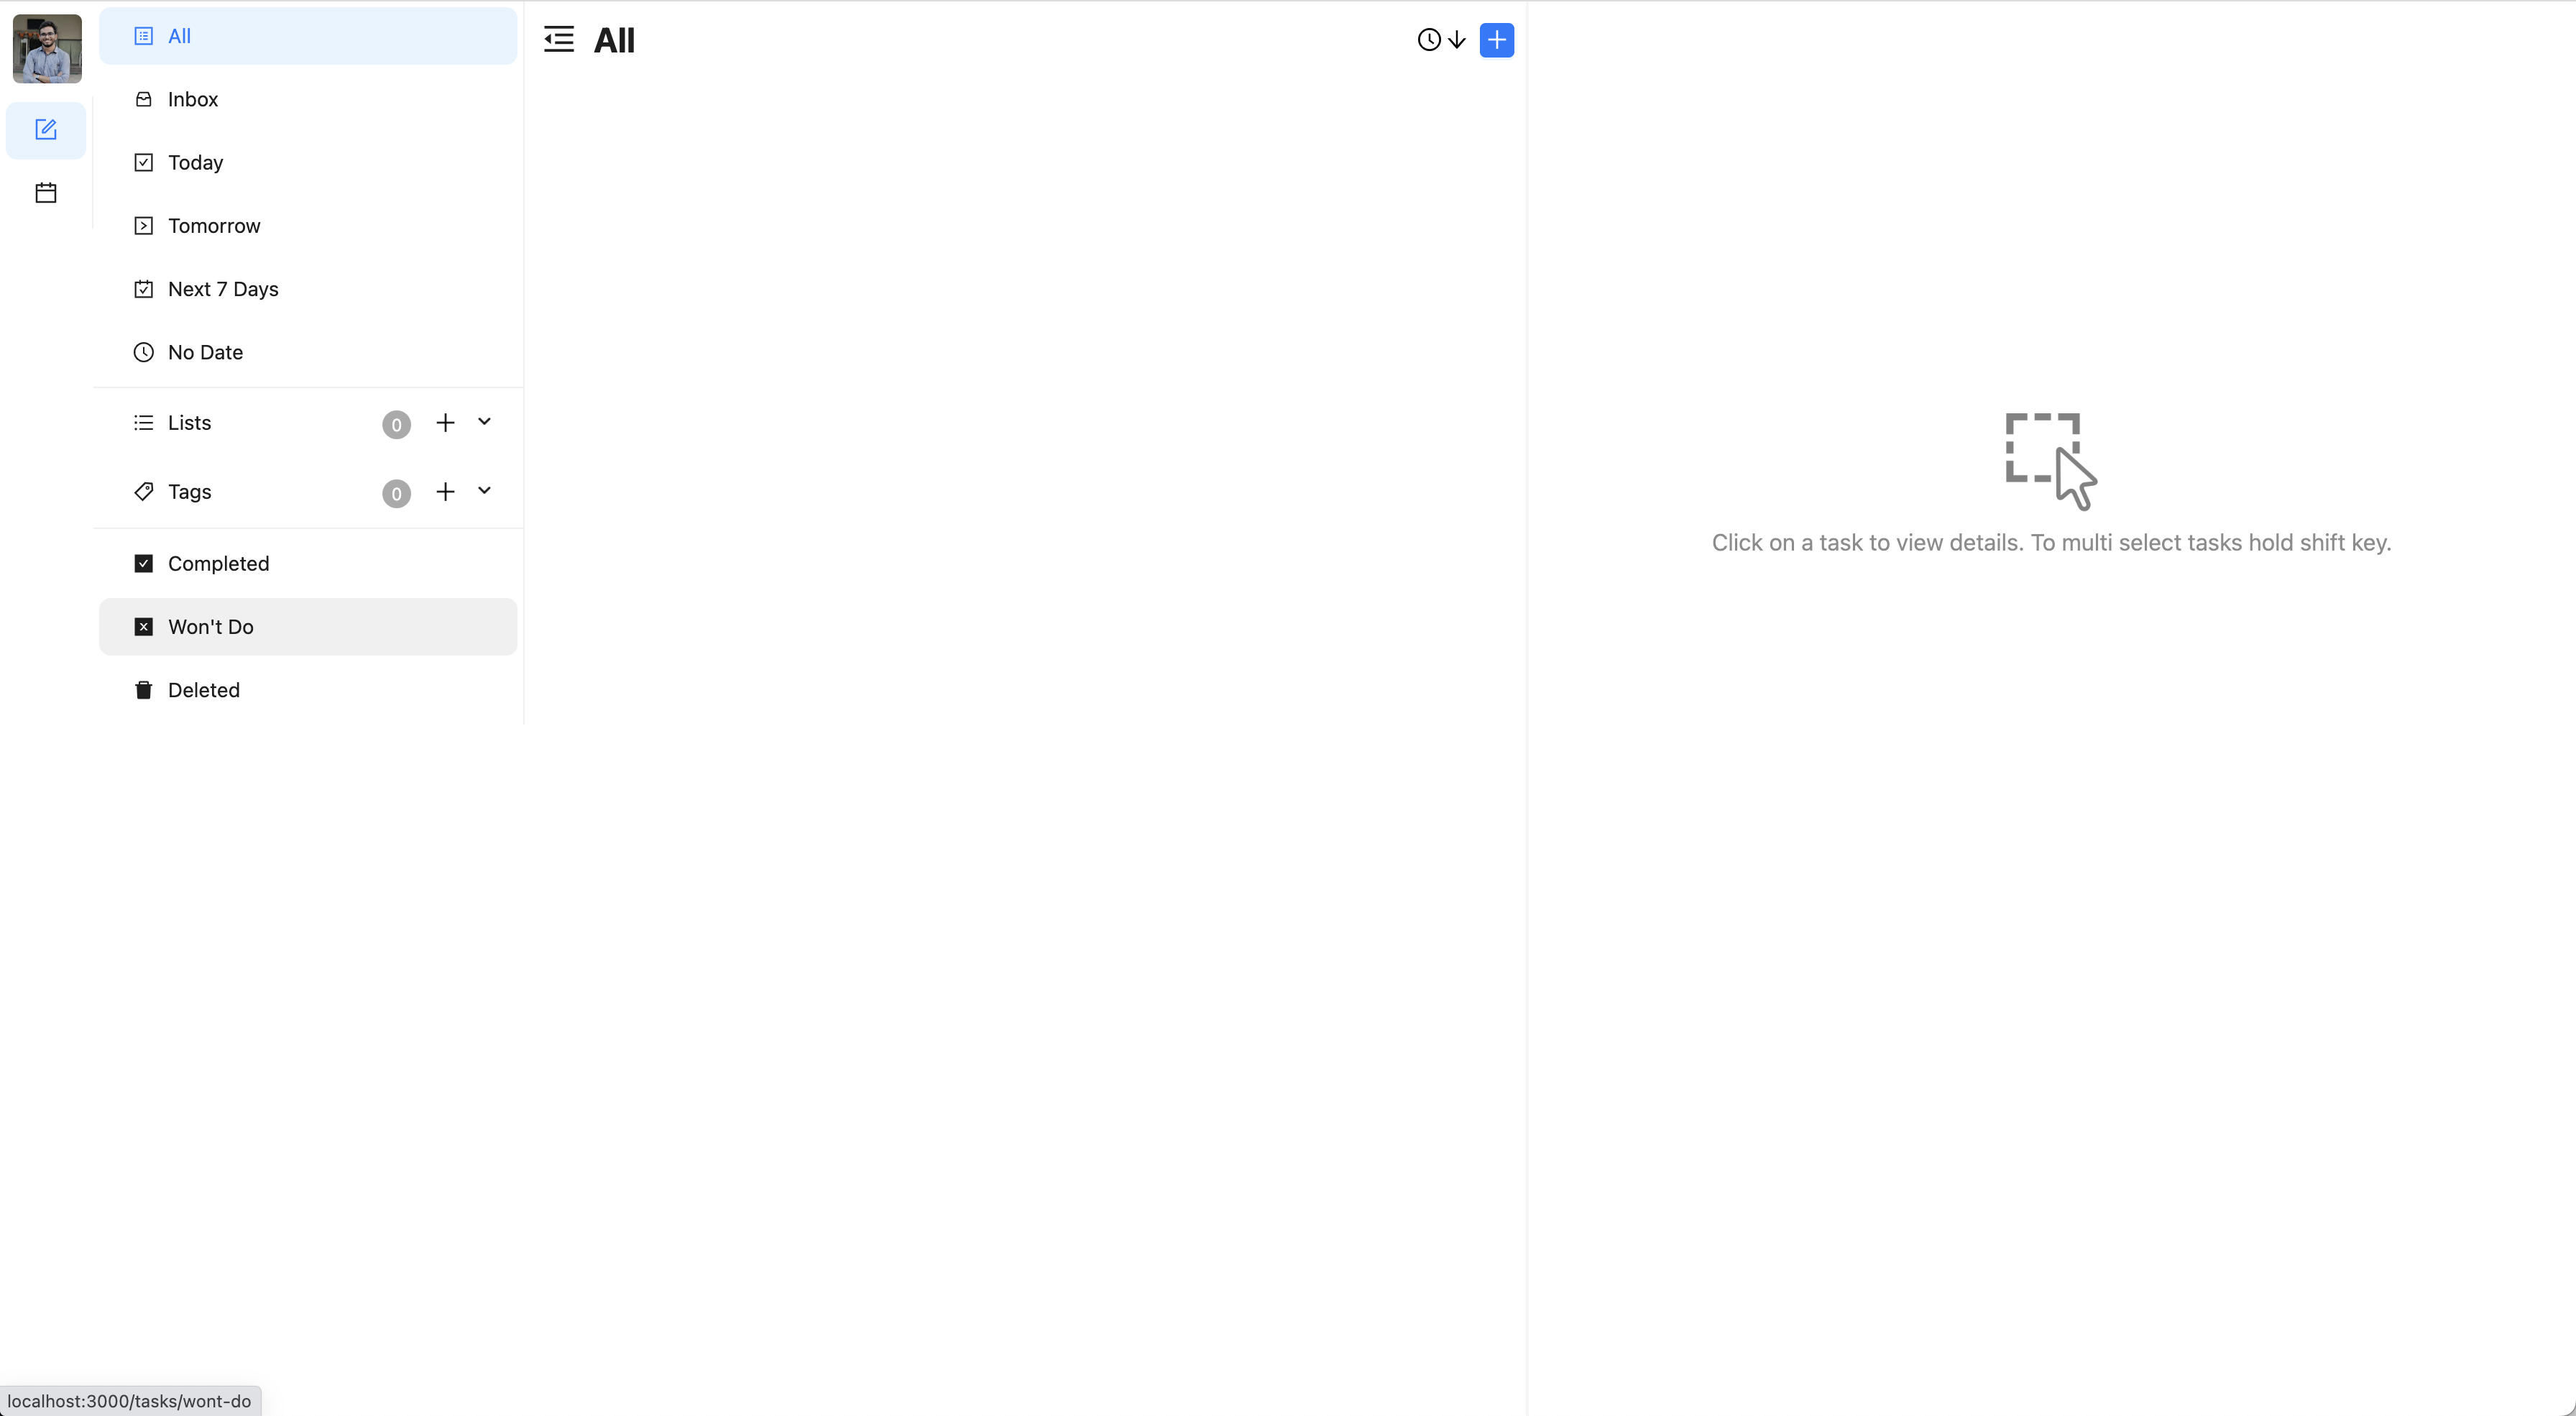 All
Inbox
Today
Tomorrow
Next 7 Days
No Date
Lists 0
Tags 0
Completed
Won't Do
Deleted
All
Click on a task to view details. To multi select tasks hold shift key.
localhost:3000/tasks/wont-do